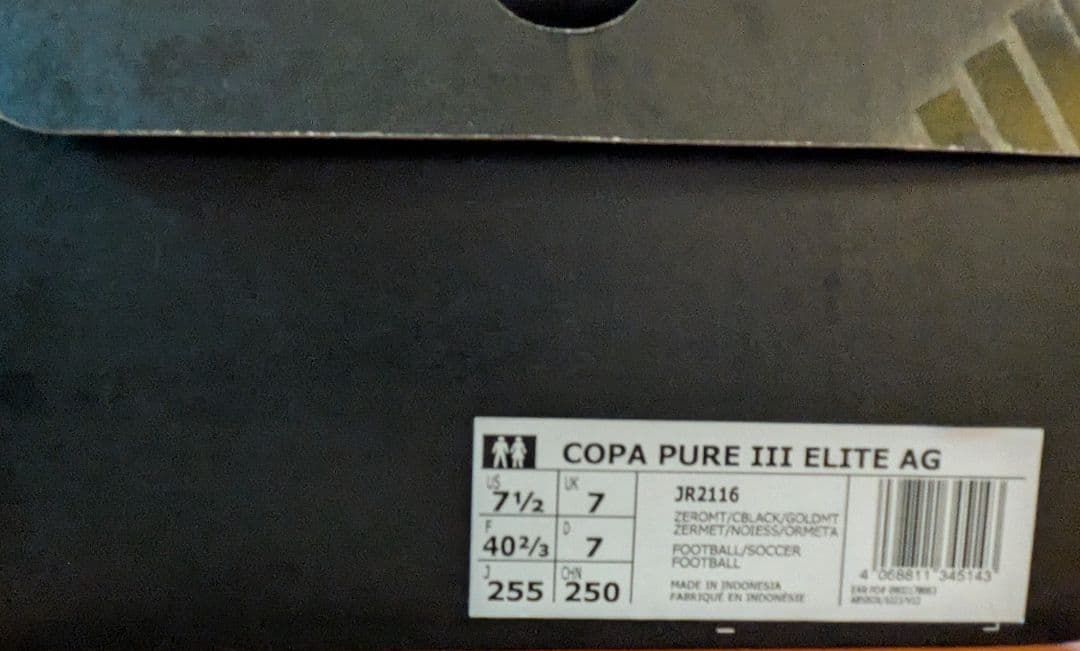 COPA PURE III ELITE AG
US 7½ UK 7
F 40⅔ D 7
J 255 CHN 250
JR2116
ZEROMT/CBLACK/GOLDMT
ZERMET/NOIESS/ORMETA
FOOTBALL/SOCCER
FOOTBALL
MADE IN INDONESIA
FABRIQUÉ EN INDONÉSIE
4 068811 345143